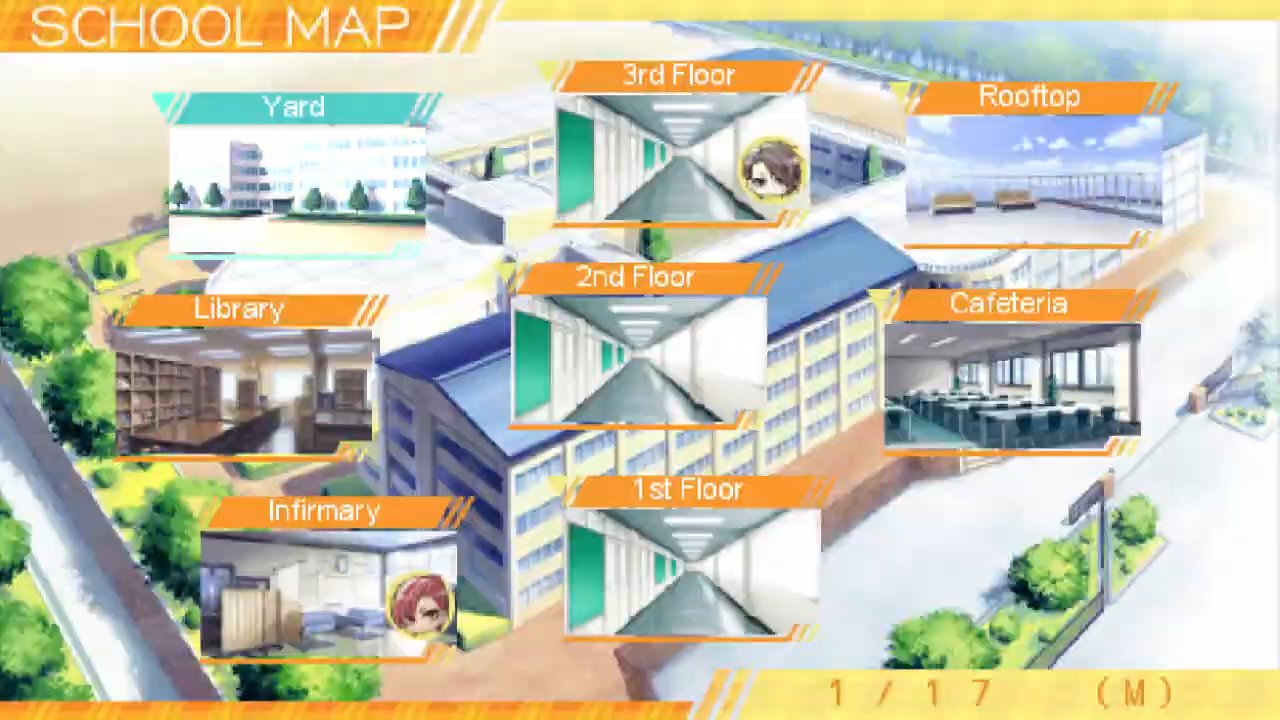 SCHOOL MAP
3rd Floor
Yard
Rooftop
2nd Floor
Library
Cafeteria
1st Floor
Infirmary
1/17 (M)